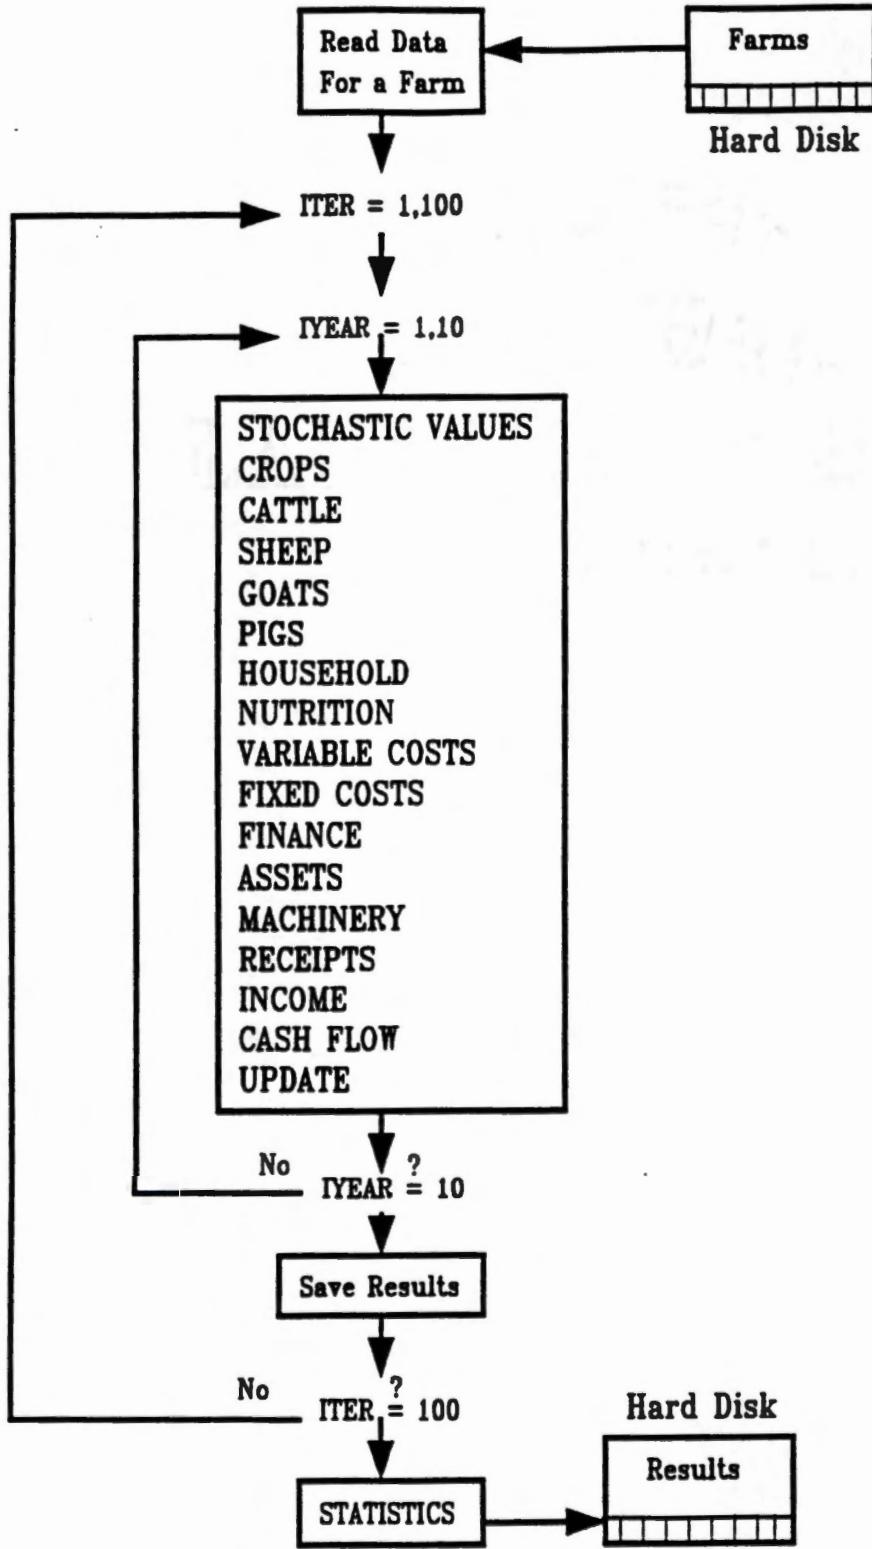 Read Data
For a Farm
Farms
Hard Disk
ITER = 1,100
IYEAR = 1,10
STOCHASTIC VALUES
CROPS
CATTLE
SHEEP
GOATS
PIGS
HOUSEHOLD
NUTRITION
VARIABLE COSTS
FIXED COSTS
FINANCE
ASSETS
MACHINERY
RECEIPTS
INCOME
CASH FLOW
UPDATE
No
?
IYEAR = 10
Save Results
No
?
ITER = 100
Hard Disk
Results
STATISTICS